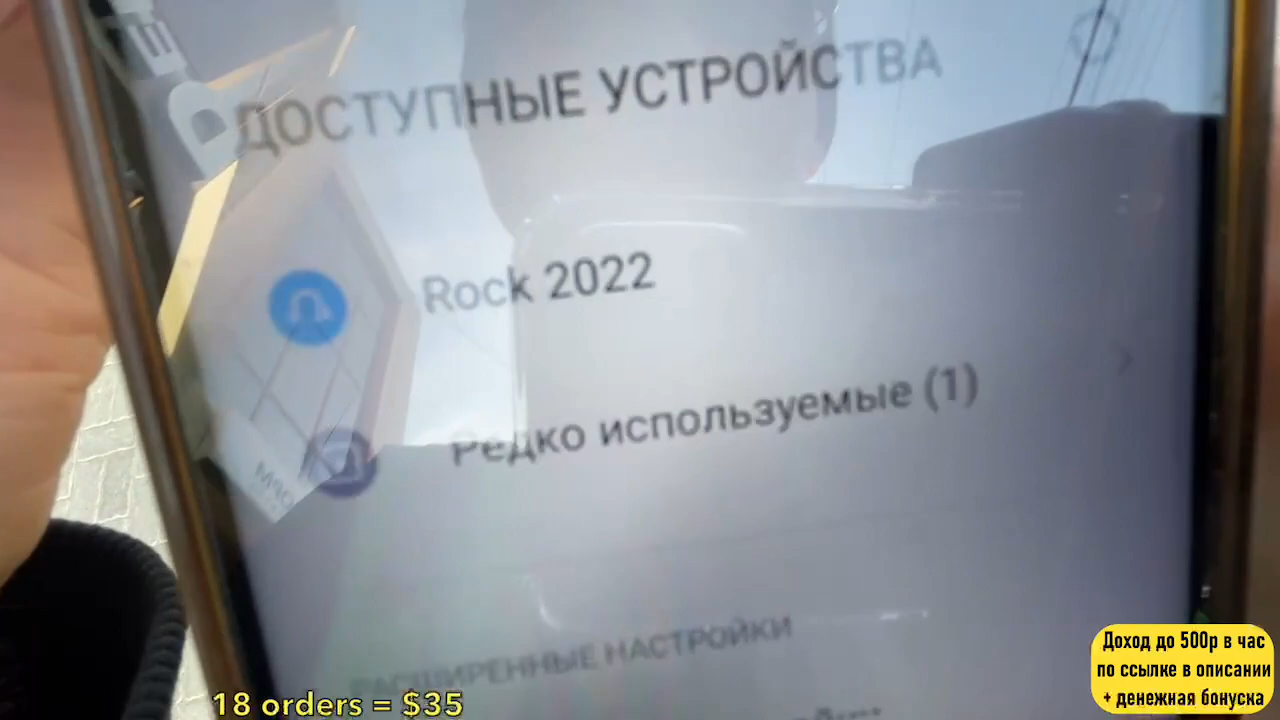 ДОСТУПНЫЕ УСТРОЙСТВА
Rock 2022
Редко используемые (1)
РАСШИРЕННЫЕ НАСТРОЙКИ
18 orders = $35
Доход до 500р в час
по ссылке в описании
+ денежная бонуска